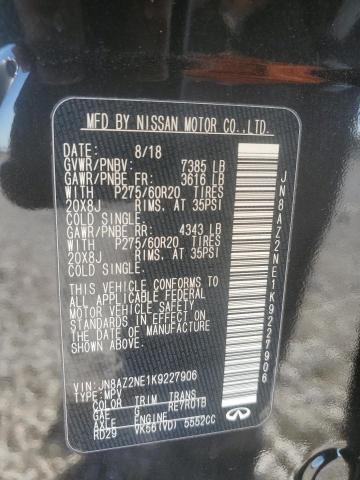 MFD BY NISSAN MOTOR CO.,LTD.
DATE: 8/18
GVWR/PNBV: 7385 LB
GAWR/PNBE FR: 3616 LB
WITH P275/60R20 TIRES
20X8J RIMS, AT 35PSI
COLD SINGLE
GAWR/PNBE RR: 4343 LB
WITH P275/60R20 TIRES
20X8J RIMS, AT 35PSI
COLD SINGLE
THIS VEHICLE CONFORMS TO
ALL APPLICABLE FEDERAL
MOTOR VEHICLE SAFETY
STANDARDS IN EFFECT ON
THE DATE OF MANUFACTURE
SHOWN ABOVE.
VIN:JN8AZ2NE1K9227906
TYPE:MPV
COLOR TRIM TRANS
GAE G RE7R01B
AXLE ENGINE
RD29 VK56(VD) 5552CC
INFINITI
JN8AZ2NE1K9227906